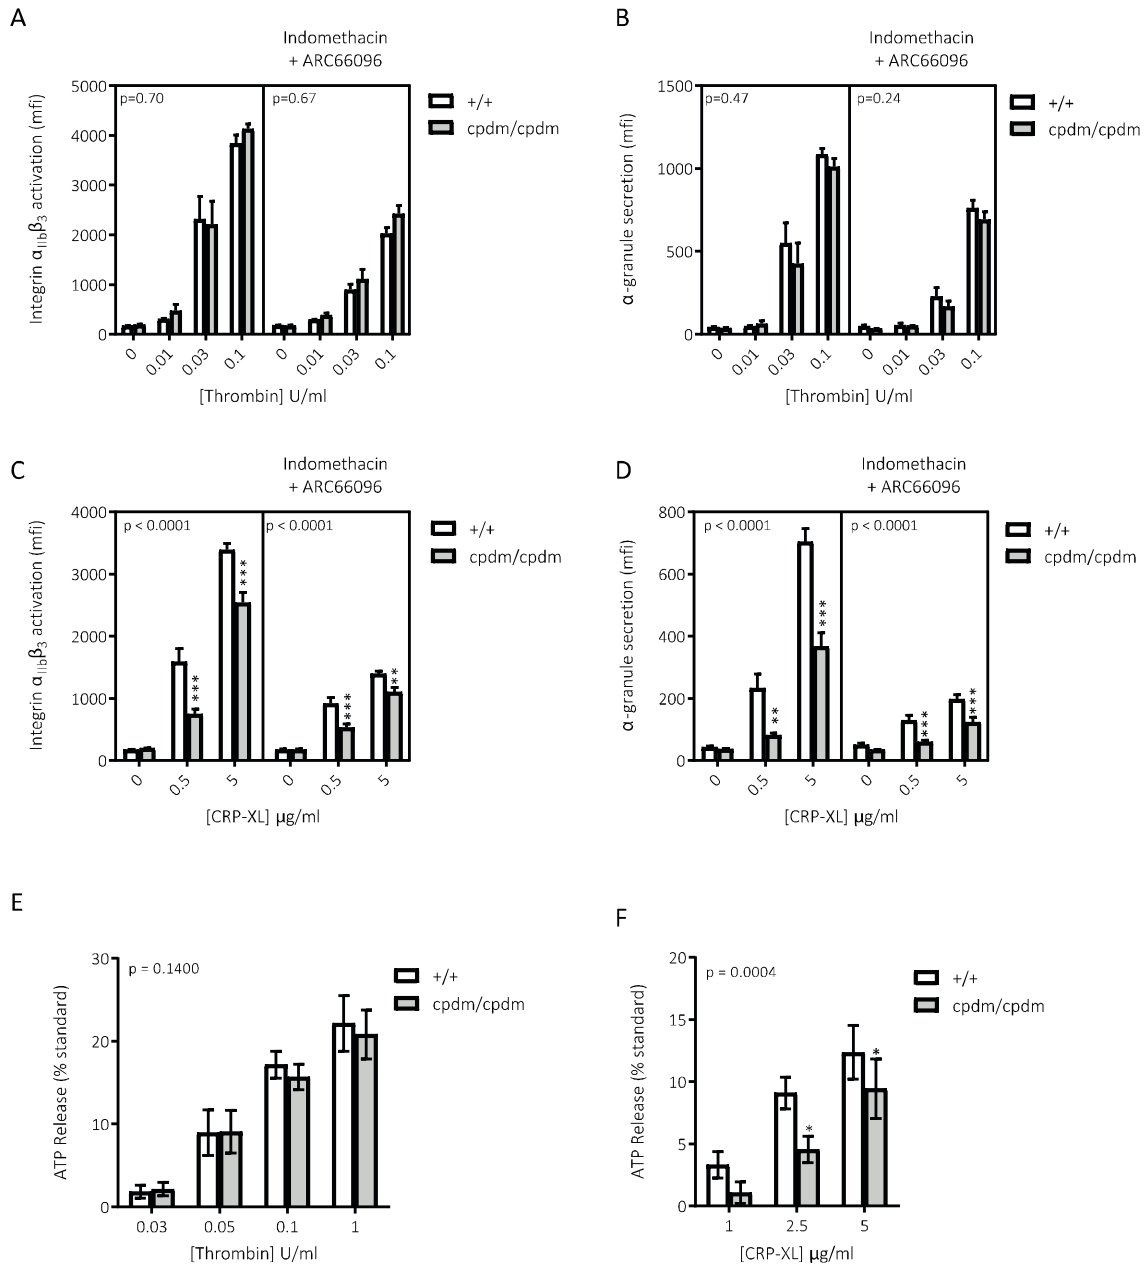 A
Indomethacin
+ ARC66096
Integrin αIIbβ3 activation (mfi)
5000
4000
3000
2000
1000
0
p=0.70
p=0.67
+/+
cpdm/cpdm
0
0.01
0.03
0.1
0
0.01
0.03
0.1
[Thrombin] U/ml
B
Indomethacin
+ ARC66096
α-granule secretion (mfi)
1500
1000
500
0
p=0.47
p=0.24
+/+
cpdm/cpdm
0
0.01
0.03
0.1
0
0.01
0.03
0.1
[Thrombin] U/ml
C
Indomethacin
+ ARC66096
Integrin αIIbβ3 activation (mfi)
4000
3000
2000
1000
0
p < 0.0001
p < 0.0001
+/+
cpdm/cpdm
***
***
***
**
0
0.5
5
0
0.5
5
[CRP-XL] µg/ml
D
Indomethacin
+ ARC66096
α-granule secretion (mfi)
800
600
400
200
0
p < 0.0001
p < 0.0001
+/+
cpdm/cpdm
**
***
***
***
0
0.5
5
0
0.5
5
[CRP-XL] µg/ml
E
ATP Release (% standard)
30
20
10
0
p = 0.1400
+/+
cpdm/cpdm
0.03
0.05
0.1
1
[Thrombin] U/ml
F
ATP Release (% standard)
20
15
10
5
0
p = 0.0004
+/+
cpdm/cpdm
*
*
1
2.5
5
[CRP-XL] µg/ml